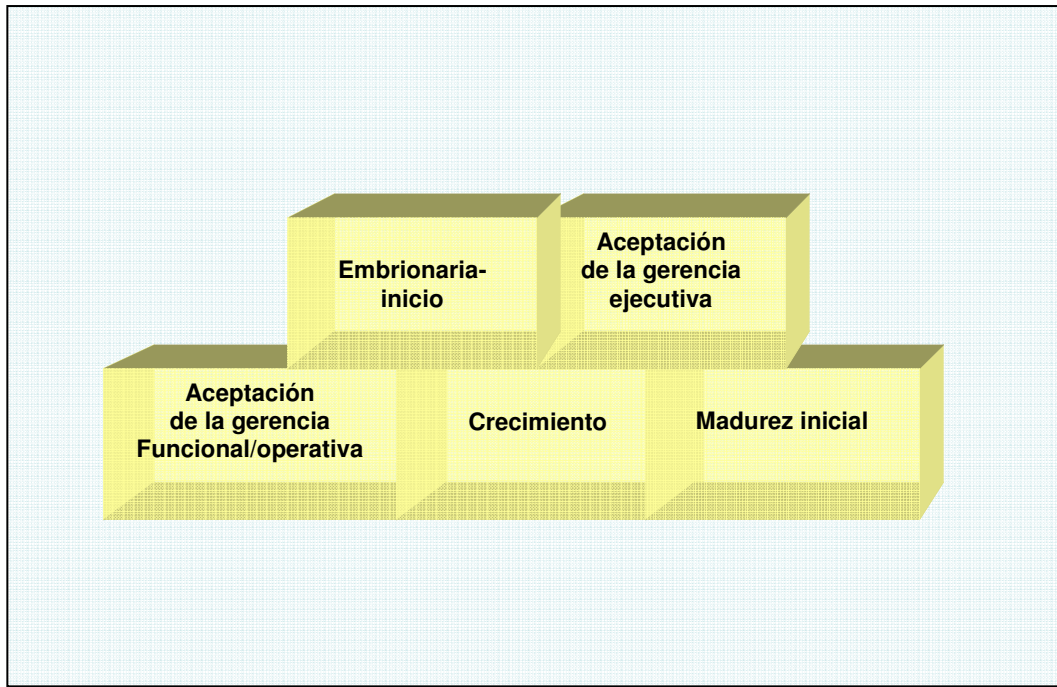 Embrionaria-
inicio
Aceptación
de la gerencia
ejecutiva
Aceptación
de la gerencia
Funcional/operativa
Crecimiento
Madurez inicial